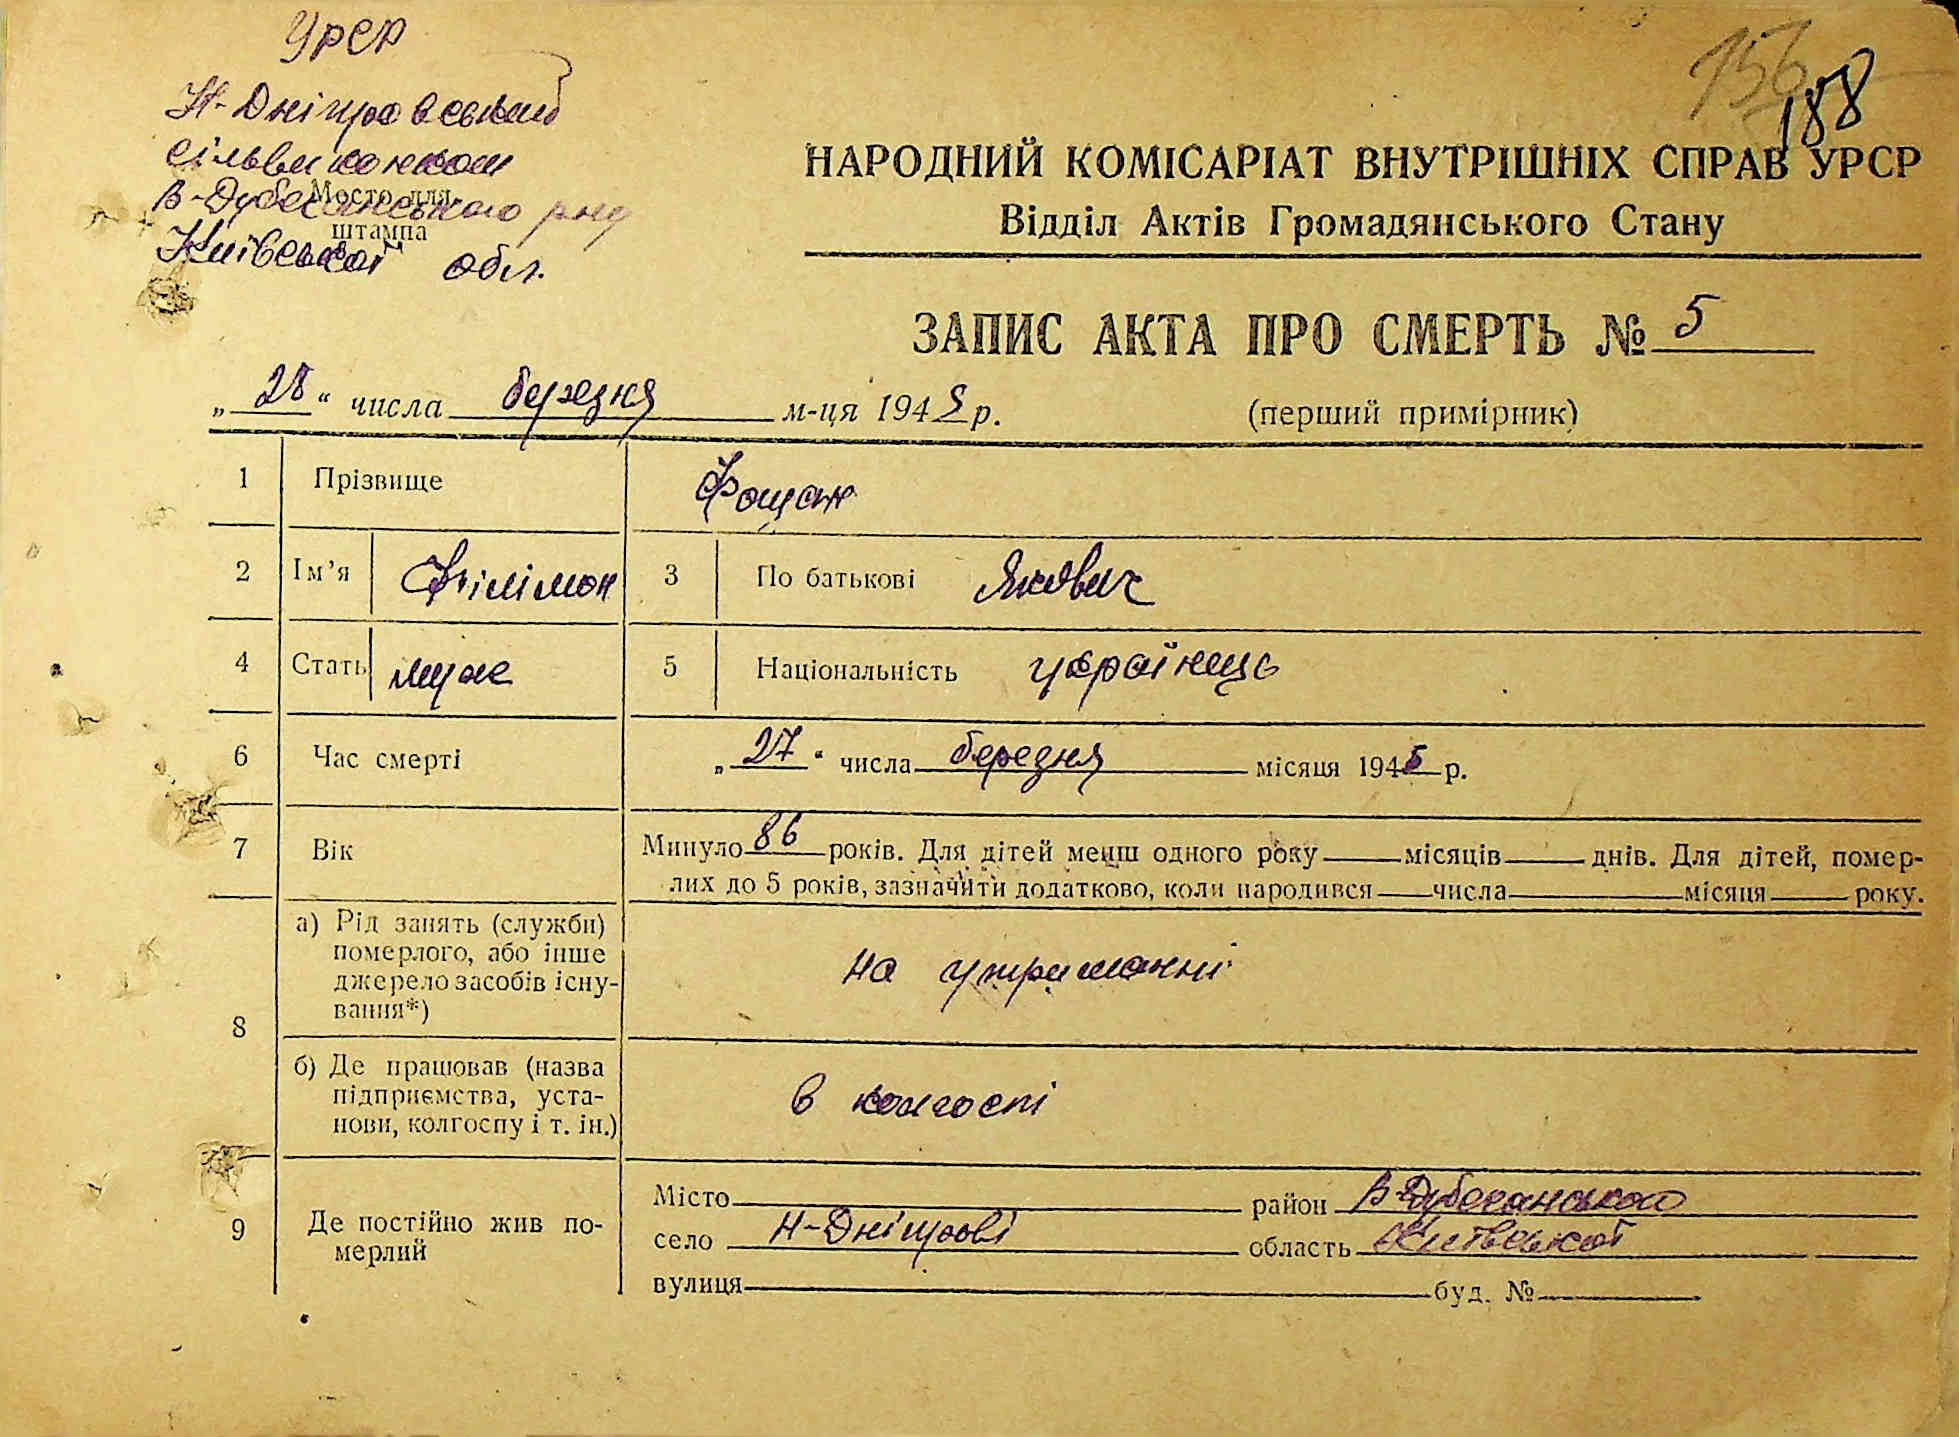 УРСР
Н-Дніпровський
сільвиконком
В-Дубечанського р-ну
Київської обл.
Место для
штампа
156
188
НАРОДНИЙ КОМІСАРІАТ ВНУТРІШНІХ СПРАВ УРСР
Відділ Актів Громадянського Стану
ЗАПИС АКТА ПРО СМЕРТЬ № 5
„28“ числа березня м-ця 1945 р. (перший примірник)
1 Прізвище Фощан
2 Ім’я Філімон 3 По батькові Якович
4 Стать муж 5 Національність українець
6 Час смерті „27“ числа березня місяця 1945 р.
7 Вік Минуло 86 років. Для дітей менш одного року місяців днів. Для дітей, помер-
лих до 5 років, зазначити додатково, коли народився числа місяця року.
8 а) Рід занять (служби)
померлого, або інше
джерело засобів існу-
вання*)
на утриманні
б) Де працював (назва
підприємства, уста-
нови, колгоспу і т. ін.)
в колгоспі
9 Де постійно жив по-
мерлий
Місто район В-Дубечанського
село Н-Дніпрові область Київської
вулиця буд. №